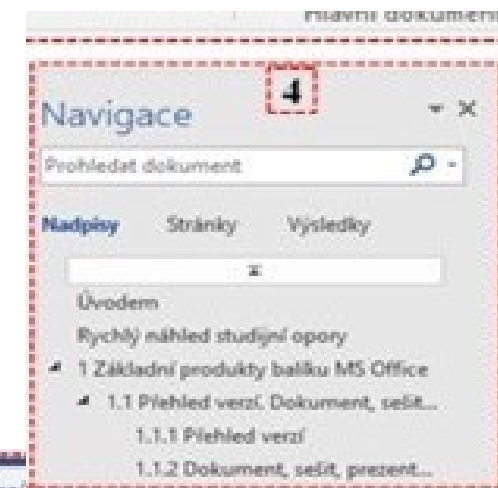 Hlavní dokument
4
Navigace
Prohledat dokument
Nadpisy Stránky Výsledky
Úvodem
Rychlý náhled studijní opory
1 Základní produkty balíku MS Office
1.1 Přehled verzí. Dokument, sešit...
1.1.1 Přehled verzí
1.1.2 Dokument, sešit, prezent...